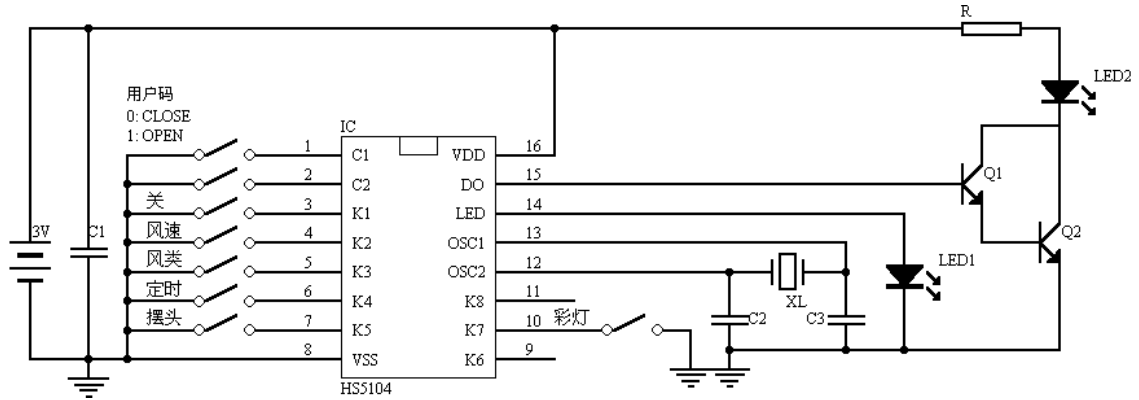 R
LED2
用户码
0: CLOSE
1: OPEN
IC
1 C1 VDD 16
2 C2 DO 15
Q1
关 3 K1 LED 14
3V C1 风速 4 K2 OSC1 13
Q2
风类 5 K3 OSC2 12
LED1
定时 6 K4 K8 11
XL
摆头 7 K5 K7 10 彩灯 C2 C3
8 VSS K6 9
HS5104